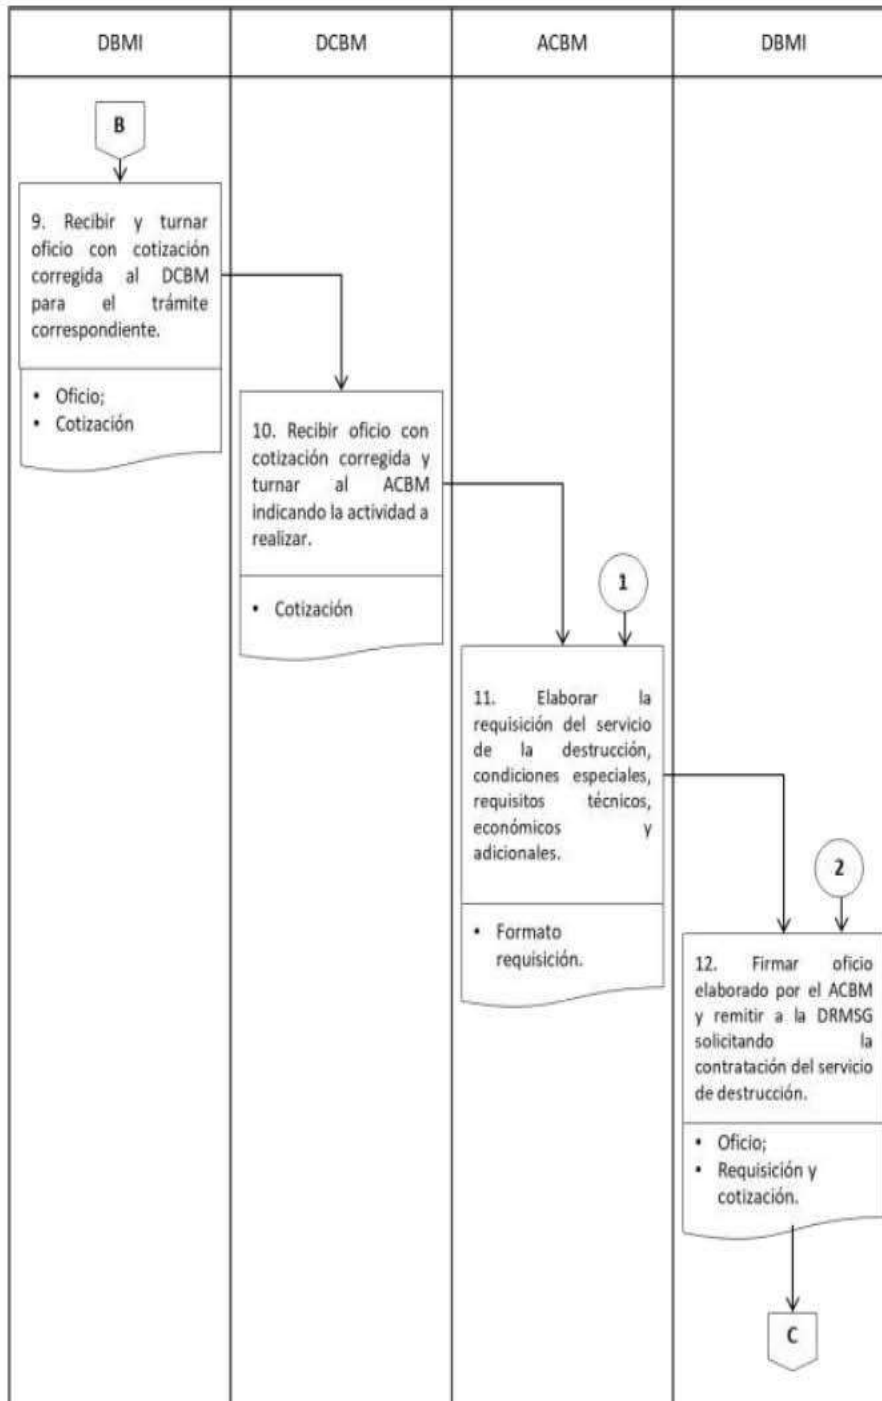 DBMI
DCBM
ACBM
DBMI
B
9. Recibir y turnar
oficio con cotización
corregida al DCBM
para el trámite
correspondiente.
• Oficio;
• Cotización
10. Recibir oficio con
cotización corregida y
turnar al ACBM
indicando la actividad a
realizar.
• Cotización
1
11. Elaborar la
requisición del servicio
de la destrucción,
condiciones especiales,
requisitos técnicos,
económicos y
adicionales.
• Formato
requisición.
2
12. Firmar oficio
elaborado por el ACBM
y remitir a la DRMSG
solicitando la
contratación del servicio
de destrucción.
• Oficio;
• Requisición y
cotización.
C